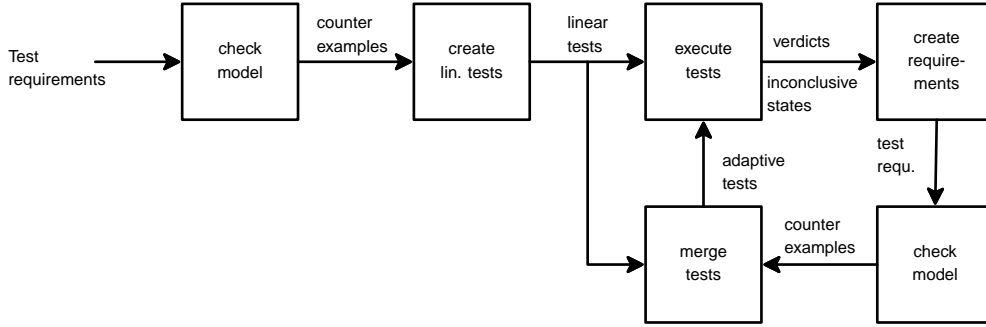 Test
requirements
check
model
counter
examples
create
lin. tests
linear
tests
execute
tests
verdicts
inconclusive
states
create
require-
ments
test
requ.
adaptive
tests
merge
tests
counter
examples
check
model